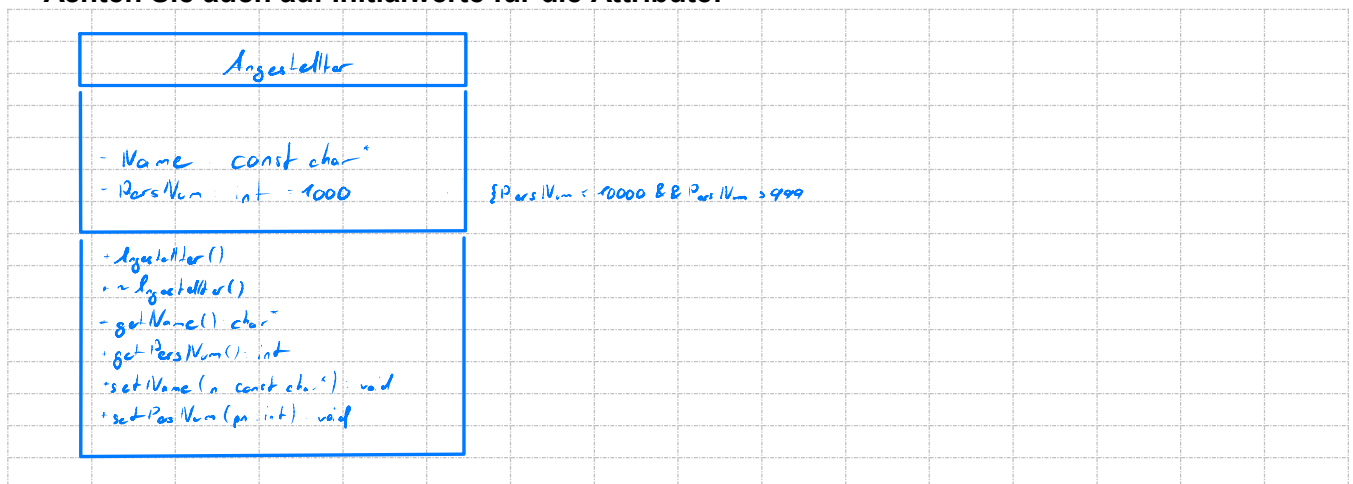 Achten Sie auch auf Initialwerte für die Attribute!
Angestellter
- Name : const char*
- PersNum : int = 1000 {PersNum < 10000 && PersNum > 999
+ Angestellter()
+ ~Angestellter()
+ getName() : char*
+ getPersNum() : int
+ setName(n : const char*) : void
+ setPersNum(pn : int) : void